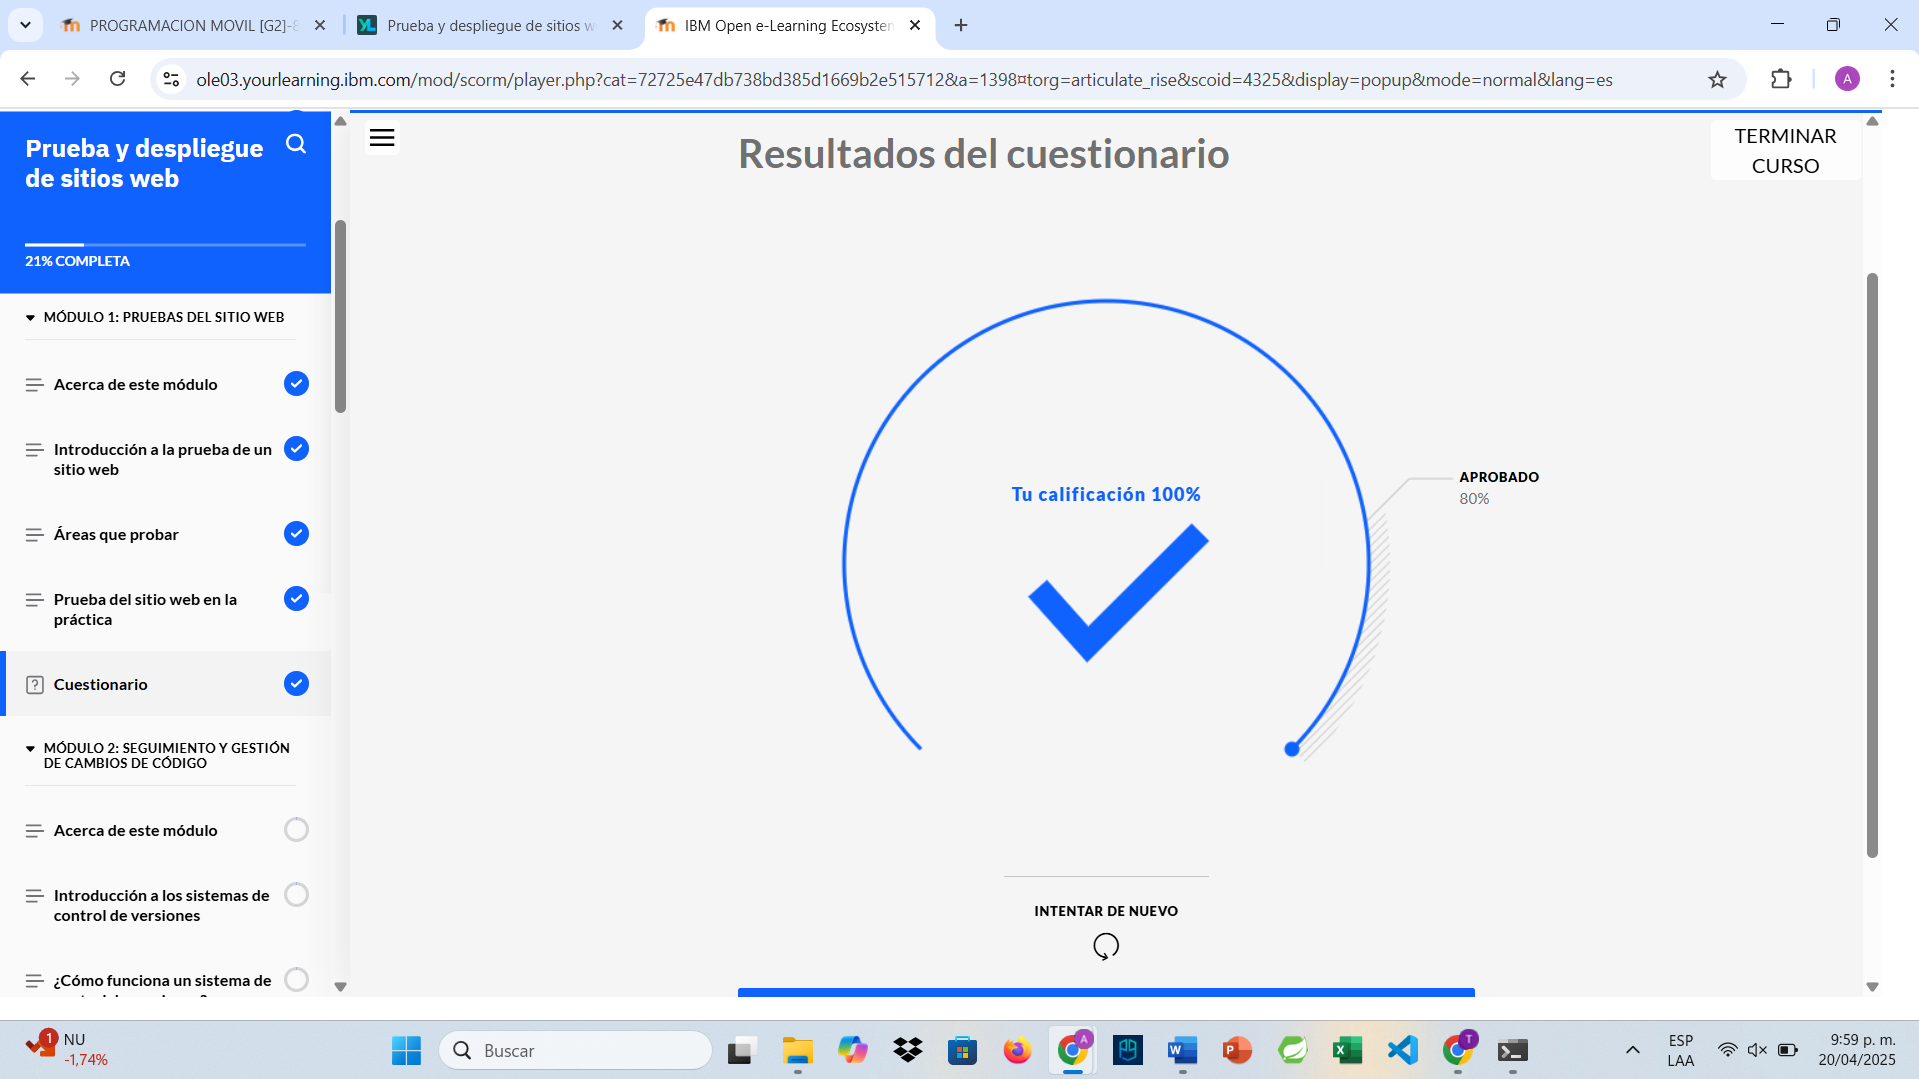 PROGRAMACION MOVIL [G2]-8
Prueba y despliegue de sitios w
IBM Open e-Learning Ecosystem
ole03.yourlearning.ibm.com/mod/scorm/player.php?cat=72725e47db738bd385d1669b2e515712&a=1398¤torg=articulate_rise&scoid=4325&display=popup&mode=normal&lang=es
A
Prueba y despliegue
de sitios web
21% COMPLETA
MÓDULO 1: PRUEBAS DEL SITIO WEB
Acerca de este módulo
Introducción a la prueba de un
sitio web
Áreas que probar
Prueba del sitio web en la
práctica
Cuestionario
MÓDULO 2: SEGUIMIENTO Y GESTIÓN
DE CAMBIOS DE CÓDIGO
Acerca de este módulo
Introducción a los sistemas de
control de versiones
¿Cómo funciona un sistema de
Resultados del cuestionario
TERMINAR
CURSO
Tu calificación 100%
APROBADO
80%
INTENTAR DE NUEVO
1
NU
-1,74%
Buscar
A
T
ESP
LAA
9:59 p. m.
20/04/2025